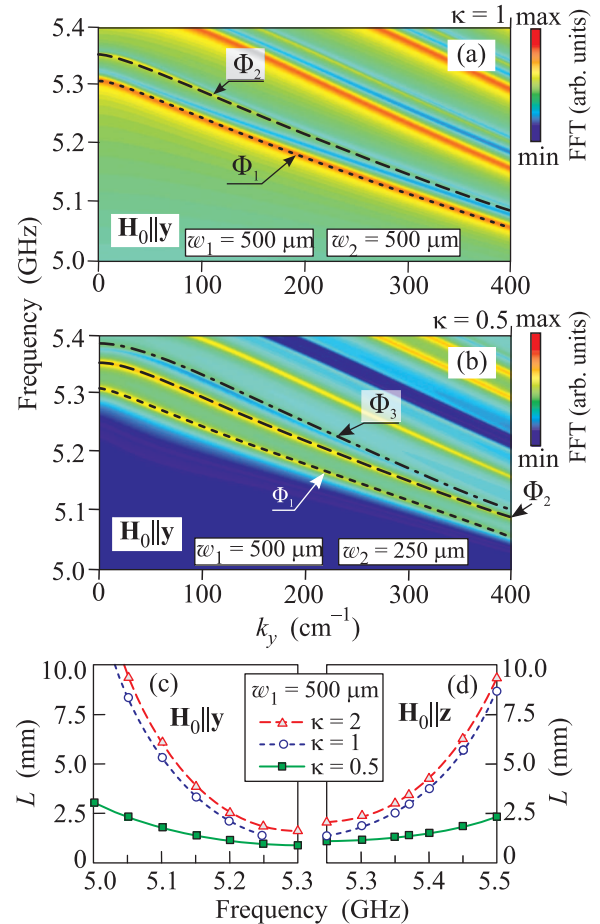 κ = 1
max
min
FFT (arb. units)
5.4
5.3
5.2
5.1
5.0
(a)
Φ2
Φ1
H0||y
w1 = 500 μm
w2 = 500 μm
0
100
200
300
400
Frequency (GHz)
κ = 0.5
max
min
FFT (arb. units)
5.4
5.3
5.2
5.1
5.0
(b)
Φ3
Φ1
Φ2
H0||y
w1 = 500 μm
w2 = 250 μm
0
100
200
300
400
ky (cm⁻¹)
10.0
7.5
5.0
2.5
0
L (mm)
(c)
H0||y
w1 = 500 μm
κ = 2
κ = 1
κ = 0.5
(d)
H0||z
10.0
7.5
5.0
2.5
0
L (mm)
5.0
5.1
5.2
5.3
5.3
5.4
5.5
Frequency (GHz)